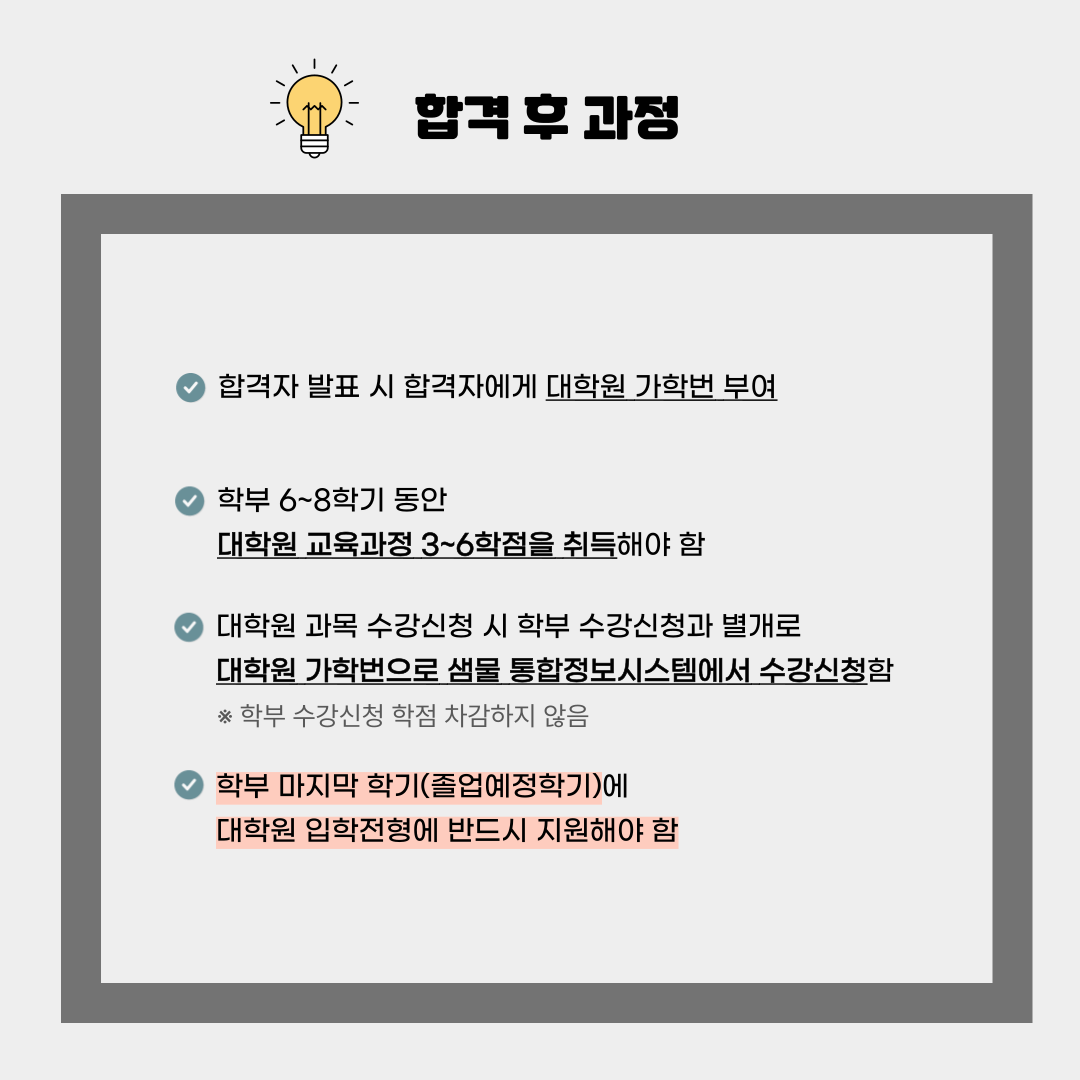 합격 후 과정
합격자 발표 시 합격자에게 대학원 가학번 부여
학부 6~8학기 동안
대학원 교육과정 3~6학점을 취득해야 함
대학원 과목 수강신청 시 학부 수강신청과 별개로
대학원 가학번으로 샘물 통합정보시스템에서 수강신청함
※ 학부 수강신청 학점 차감하지 않음
학부 마지막 학기(졸업예정학기)에
대학원 입학전형에 반드시 지원해야 함